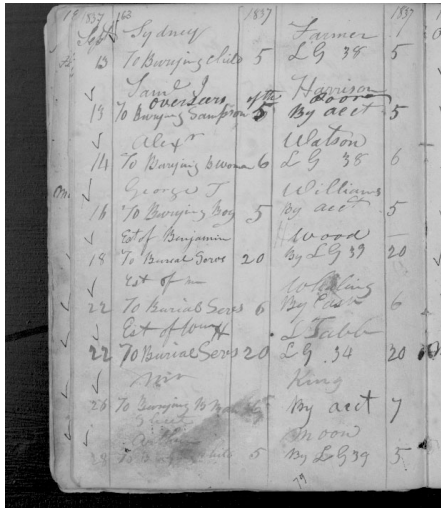 1837 163 1837 1837
Sept Sydney Farmer
13 To Burying Child 5 LG 38 5
Saml J Harrison
overseers of the Poor
13 To Burying Sampson 5 By acct 5
Alexr Watson
14 To Burying B woman 6 LG 38 6
George T Williams
16 To Burying Boy 5 By acct 5
Est of Benjamin Wood
18 To Burial Servs 20 By LG 39 20
Est of
22 To Burial Servs 6 By Cash 6
Est of L Tabb
22 To Burial Servs 20 LG 34 20
King
26 To Burying B By acct 7
Moon
28 To 5 By LG 39 5
79